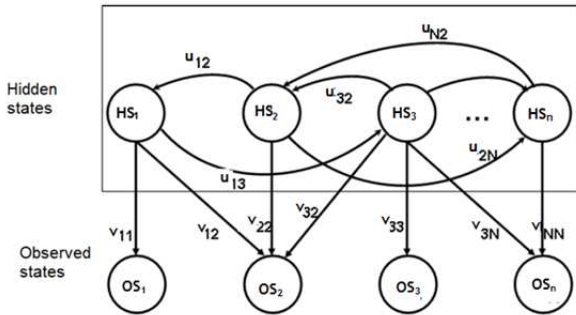 u12
u32
uN2
Hidden
states
HS1
HS2
HS3
...
HSn
u13
u2N
v11
v12
v22
v32
v33
v3N
vNN
Observed
states
OS1
OS2
OS3
OSn